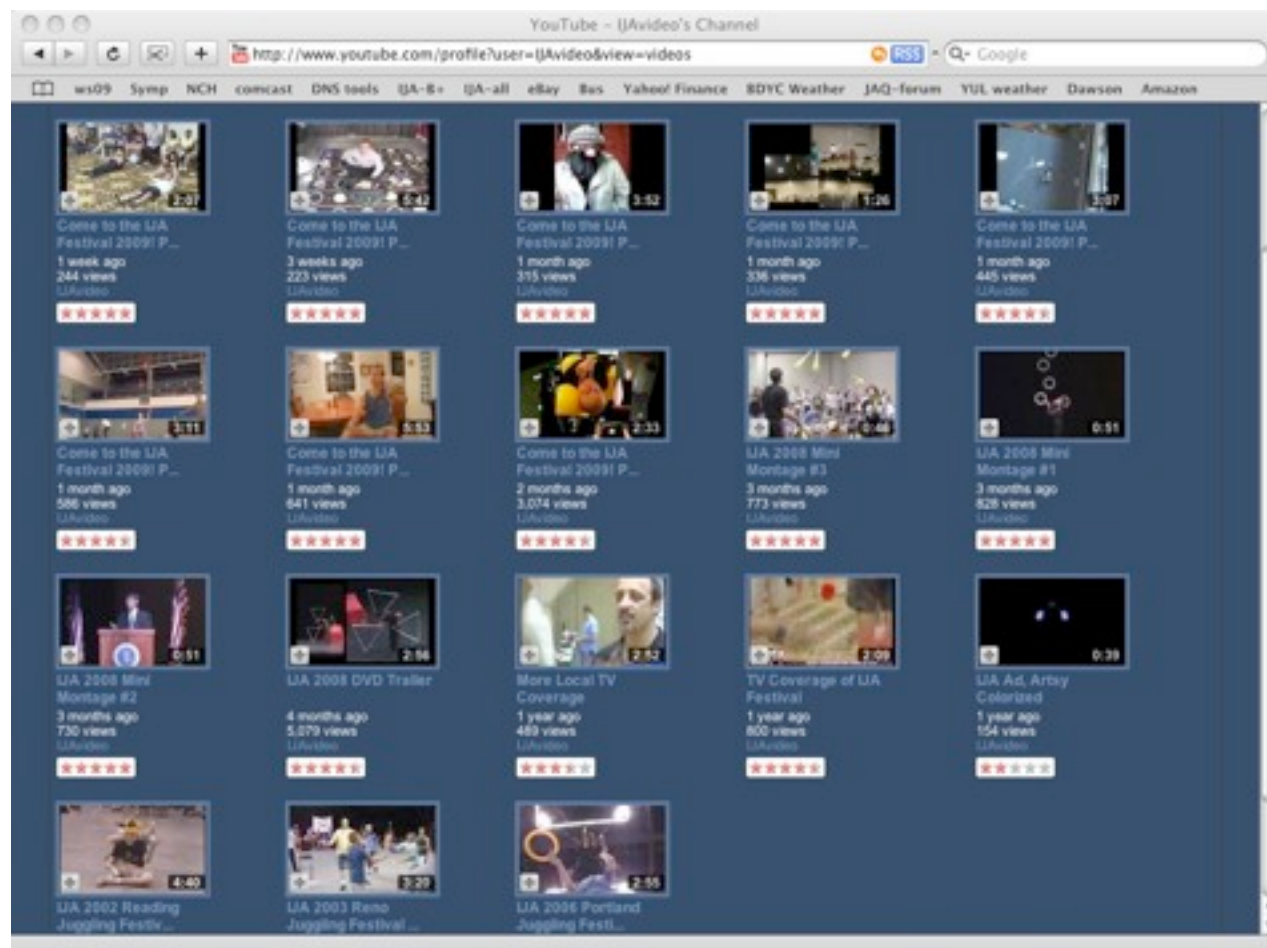 YouTube – IJAvideo's Channel
http://www.youtube.com/profile?user=IJAvideo&view=videos RSS Google
ws09 Symp NCH comcast DNS tools IJA-B+ IJA-all eBay Bus Yahoo! Finance BDYC Weather JAQ-forum YUL weather Dawson Amazon
2:07 5:42 3:52 1:26 3:07
Come to the IJA Come to the IJA Come to the IJA Come to the IJA Come to the IJA
Festival 2009! P... Festival 2009! P... Festival 2009! P... Festival 2009! P... Festival 2009! P...
1 week ago 3 weeks ago 1 month ago 1 month ago 1 month ago
244 views 223 views 315 views 336 views 445 views
IJAvideo IJAvideo IJAvideo IJAvideo IJAvideo
3:11 5:53 2:33 0:51
Come to the IJA Come to the IJA Come to the IJA IJA 2008 Mini IJA 2008 Mini
Festival 2009! P... Festival 2009! P... Festival 2009! P... Montage #3 Montage #1
1 month ago 1 month ago 2 months ago 3 months ago 3 months ago
586 views 641 views 3,074 views 773 views 828 views
IJAvideo IJAvideo IJAvideo IJAvideo IJAvideo
0:51 2:56 2:52 2:09 0:39
IJA 2008 Mini IJA 2008 DVD Trailer More Local TV TV Coverage of IJA IJA Ad, Artsy
Montage #2 Coverage Festival Colorized
3 months ago 4 months ago 1 year ago 1 year ago 1 year ago
730 views 5,079 views 489 views 800 views 154 views
IJAvideo IJAvideo IJAvideo IJAvideo IJAvideo
4:40 3:20 2:55
IJA 2002 Reading IJA 2003 Reno IJA 2006 Portland
Juggling Festiv... Juggling Festival ... Juggling Festi...